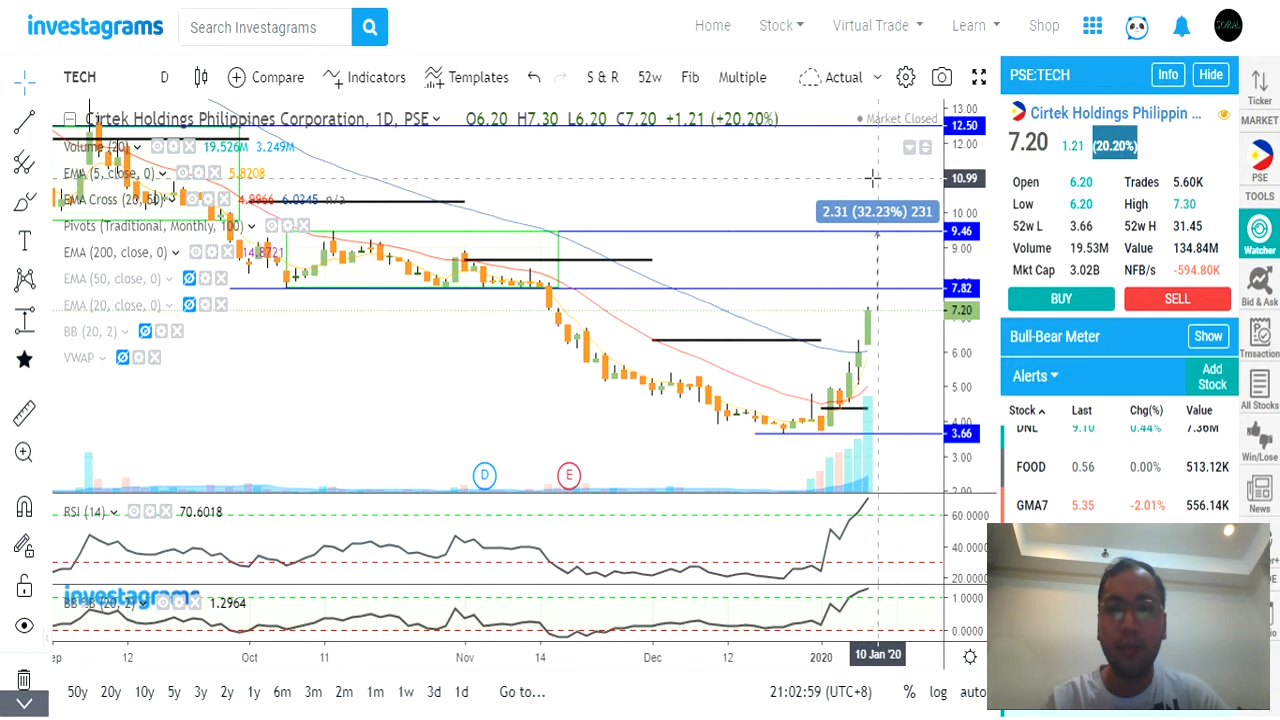 investagrams
Search Investagrams
Home
Stock
Virtual Trade
Learn
Shop
TECH
D
Compare
Indicators
Templates
S & R
52w
Fib
Multiple
Actual
Cirtek Holdings Philippines Corporation, 1D, PSE
O6.20 H7.30 L6.20 C7.20 +1.21 (+20.20%)
Market Closed
Volume (20)
19.526M 3.249M
EMA (5, close, 0)
5.8208
EMA Cross (20, 50)
4.9966 6.0345 n/a
Pivots (Traditional, Monthly, 100)
EMA (200, close, 0)
14.8721
EMA (50, close, 0)
EMA (20, close, 0)
BB (20, 2)
VWAP
2.31 (32.23%) 231
13.00
12.50
12.00
10.99
10.00
9.46
9.00
7.82
7.20
6.00
5.00
4.00
3.66
3.00
2.00
D
E
RSI (14)
70.6018
60.0000
40.0000
20.0000
investagrams
BB %B (20, 2)
1.2964
1.0000
0.0000
ep
12
Oct
11
Nov
14
Dec
12
2020
10 Jan '20
50y 20y 10y 5y 3y 2y 1y 6m 3m 2m 1m 1w 3d 1d Go to...
21:02:59 (UTC+8)
% log auto
PSE:TECH
Info
Hide
Cirtek Holdings Philippin ...
7.20 1.21 (20.20%)
Open 6.20 Trades 5.60K
Low 6.20 High 7.30
52w L 3.66 52w H 31.45
Volume 19.53M Value 134.84M
Mkt Cap 3.02B NFB/s -594.80K
BUY
SELL
Bull-Bear Meter
Show
Alerts
Add
Stock
Stock Last Chg(%) Value
DNL 9.10 0.44% 7.36M
FOOD 0.56 0.00% 513.12K
GMA7 5.35 -2.01% 556.14K
Ticker
MARKET
PSE
TOOLS
Watcher
Bid & Ask
Trnsaction
All Stocks
Win/Lose
News